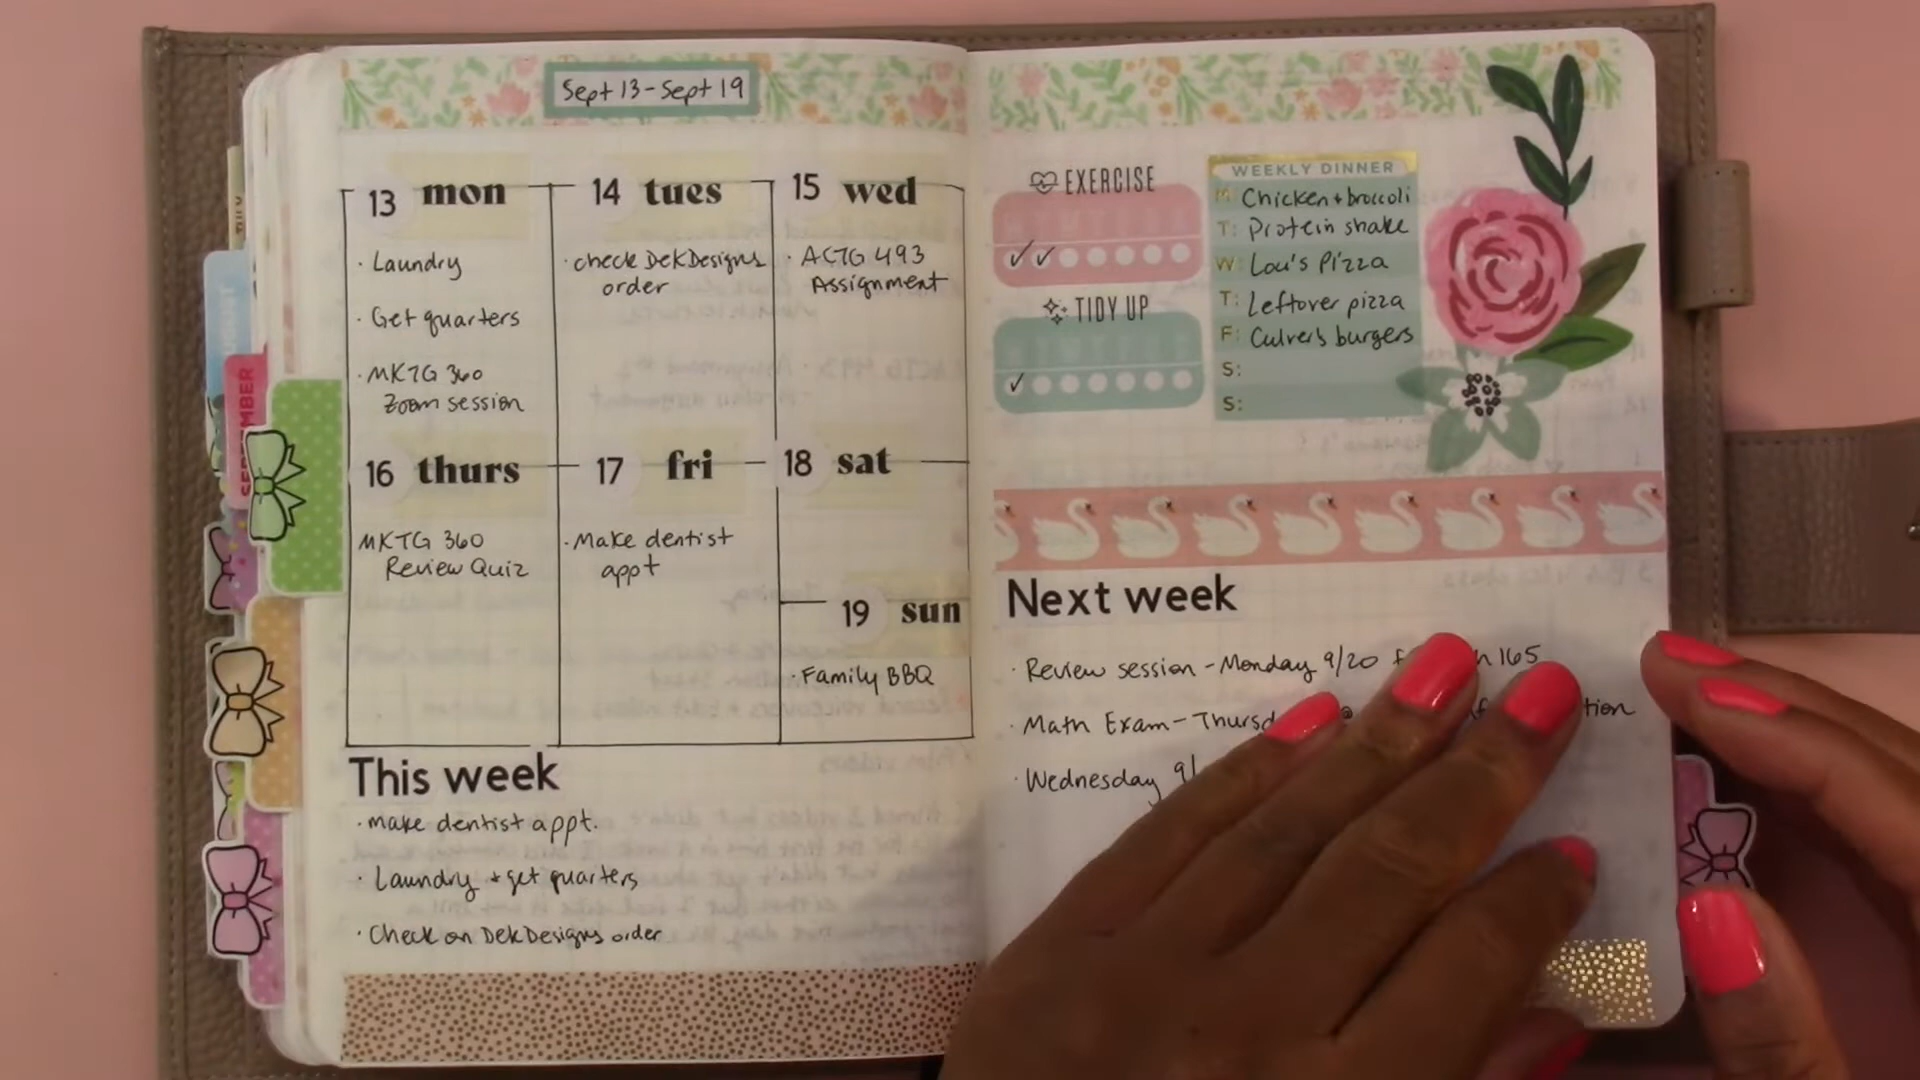 Sept 13-Sept 19
13 mon
· Laundry
· Get quarters
· MKTG 360
Zoom session
14 tues
· check DekDesigns
order
15 wed
· ACTG 493
Assignment
16 thurs
MKTG 360
Review Quiz
17 fri
· Make dentist
appt
18 sat
19 sun
· Family BBQ
This week
· make dentist appt.
· Laundry + get quarters
· Check on DekDesigns order
EXERCISE
TIDY UP
WEEKLY DINNER
M: Chicken + broccoli
T: Protein shake
W: Lou's Pizza
T: Leftover pizza
F: Culver's burgers
S:
S:
Next week
· Review session - Monday 9/20 165
· Math Exam - @
· Wednesday
SEPTEMBER